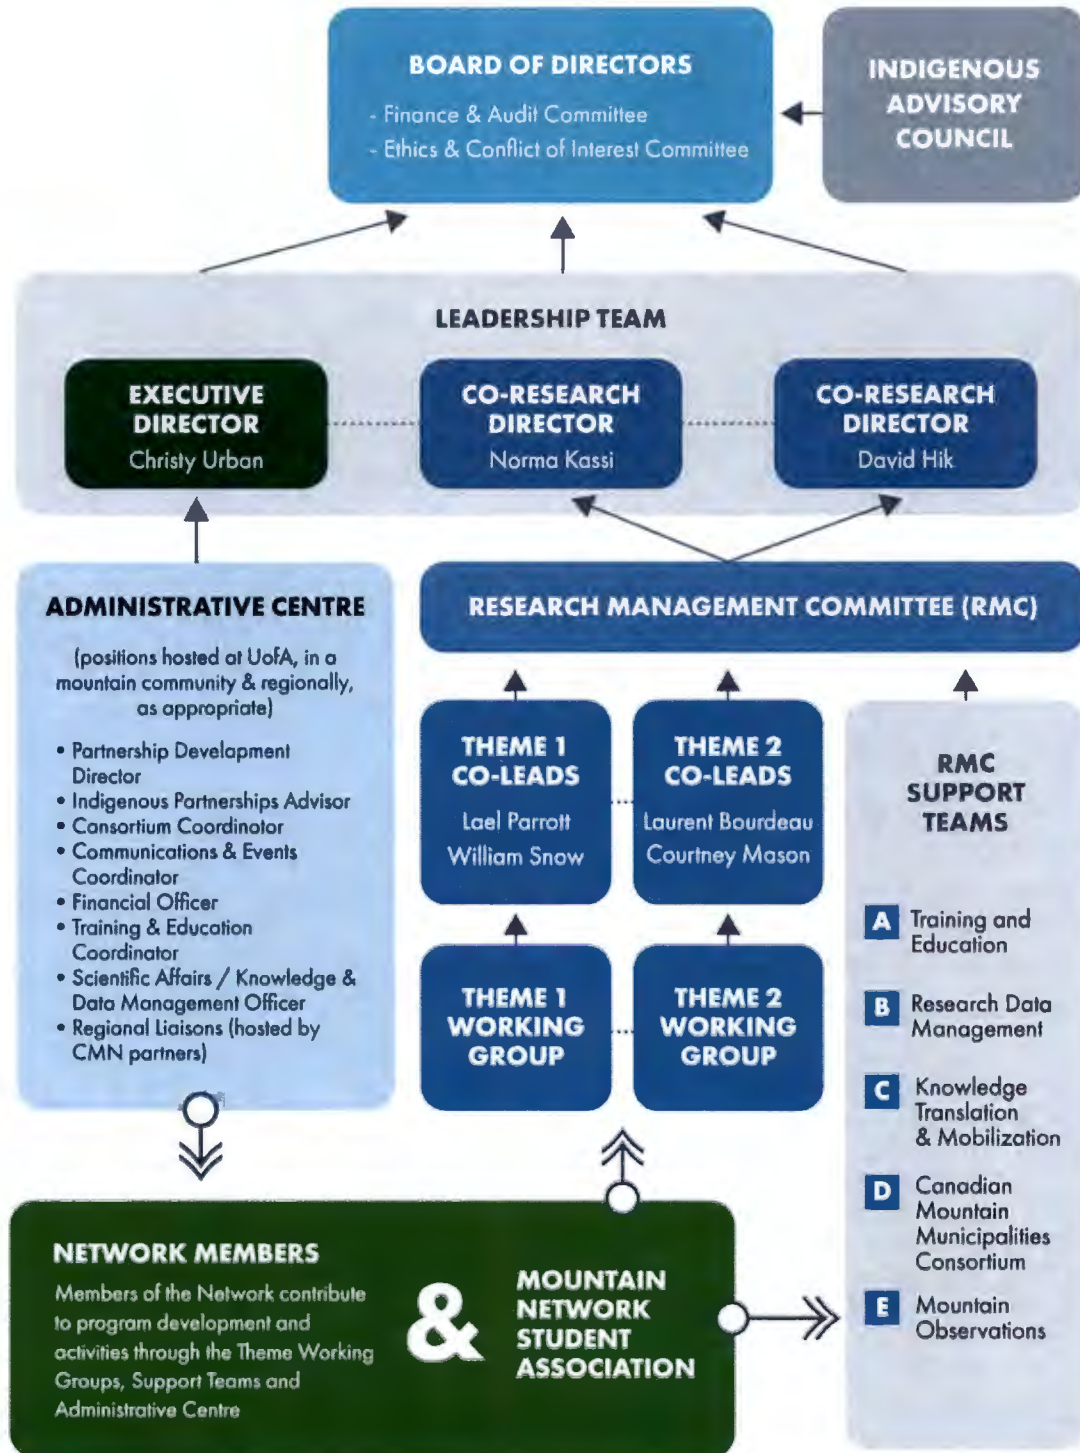 BOARD OF DIRECTORS
- Finance & Audit Committee
- Ethics & Conflict of Interest Committee
INDIGENOUS
ADVISORY
COUNCIL
LEADERSHIP TEAM
EXECUTIVE
DIRECTOR
Christy Urban
CO-RESEARCH
DIRECTOR
Norma Kassi
CO-RESEARCH
DIRECTOR
David Hik
ADMINISTRATIVE CENTRE
(positions hosted at UofA, in a
mountain community & regionally,
as appropriate)
• Partnership Development
Director
• Indigenous Partnerships Advisor
• Consortium Coordinator
• Communications & Events
Coordinator
• Financial Officer
• Training & Education
Coordinator
• Scientific Affairs / Knowledge &
Data Management Officer
• Regional Liaisons (hosted by
CMN partners)
RESEARCH MANAGEMENT COMMITTEE (RMC)
THEME 1
CO-LEADS
Lael Parrott
William Snow
THEME 2
CO-LEADS
Laurent Bourdeau
Courtney Mason
THEME 1
WORKING
GROUP
THEME 2
WORKING
GROUP
RMC
SUPPORT
TEAMS
A Training and
Education
B Research Data
Management
C Knowledge
Translation
& Mobilization
D Canadian
Mountain
Municipalities
Consortium
E Mountain
Observations
NETWORK MEMBERS
Members of the Network contribute
to program development and
activities through the Theme Working
Groups, Support Teams and
Administrative Centre
&
MOUNTAIN
NETWORK
STUDENT
ASSOCIATION